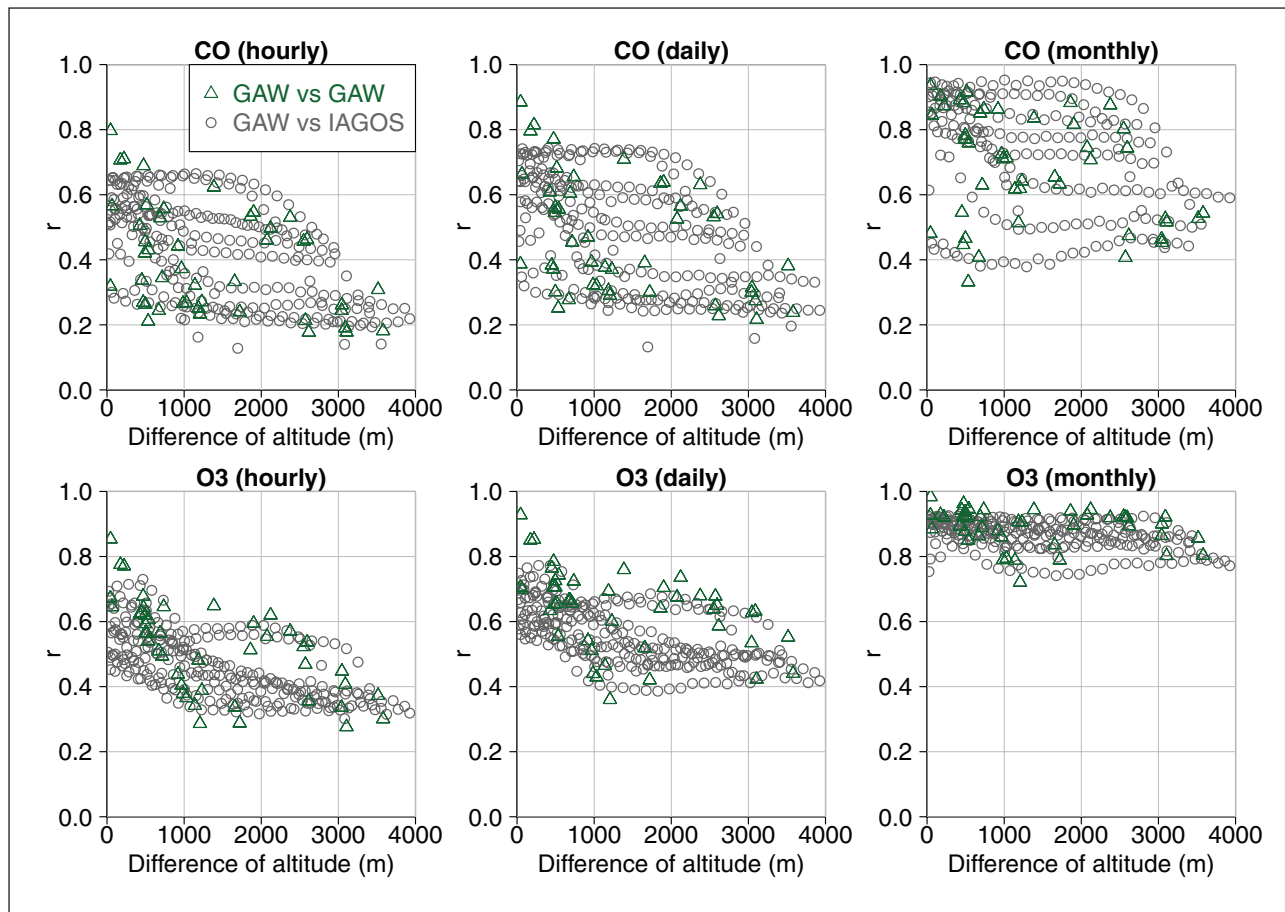 CO (hourly)
CO (daily)
CO (monthly)
GAW vs GAW
GAW vs IAGOS
r
1.0
0.8
0.6
0.4
0.2
0.0
0 1000 2000 3000 4000
Difference of altitude (m)
r
1.0
0.8
0.6
0.4
0.2
0.0
0 1000 2000 3000 4000
Difference of altitude (m)
r
1.0
0.8
0.6
0.4
0.2
0.0
0 1000 2000 3000 4000
Difference of altitude (m)
O3 (hourly)
O3 (daily)
O3 (monthly)
r
1.0
0.8
0.6
0.4
0.2
0.0
0 1000 2000 3000 4000
Difference of altitude (m)
r
1.0
0.8
0.6
0.4
0.2
0.0
0 1000 2000 3000 4000
Difference of altitude (m)
r
1.0
0.8
0.6
0.4
0.2
0.0
0 1000 2000 3000 4000
Difference of altitude (m)